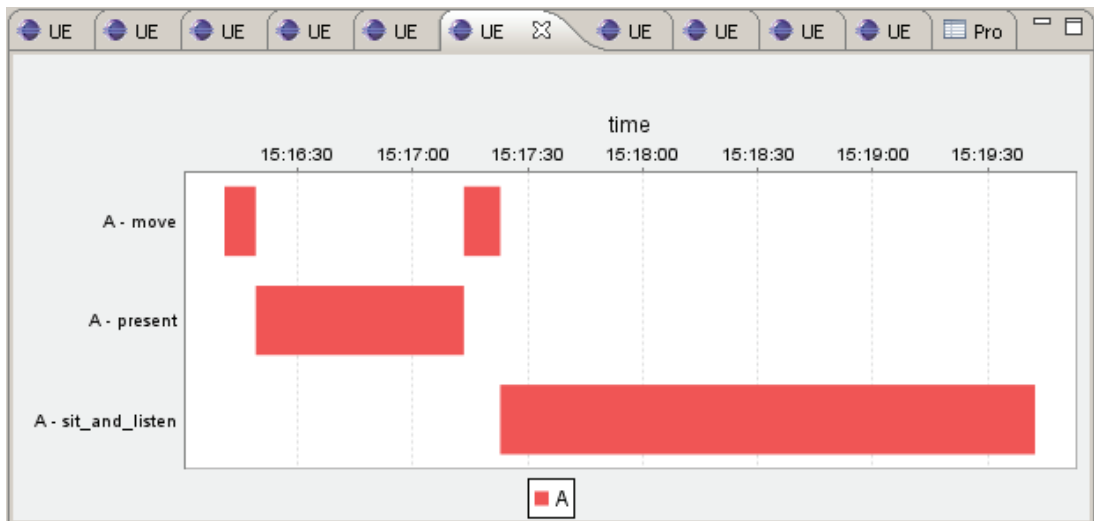 UE UE UE UE UE UE UE UE UE UE Pro
time
15:16:30 15:17:00 15:17:30 15:18:00 15:18:30 15:19:00 15:19:30
A - move
A - present
A - sit_and_listen
A